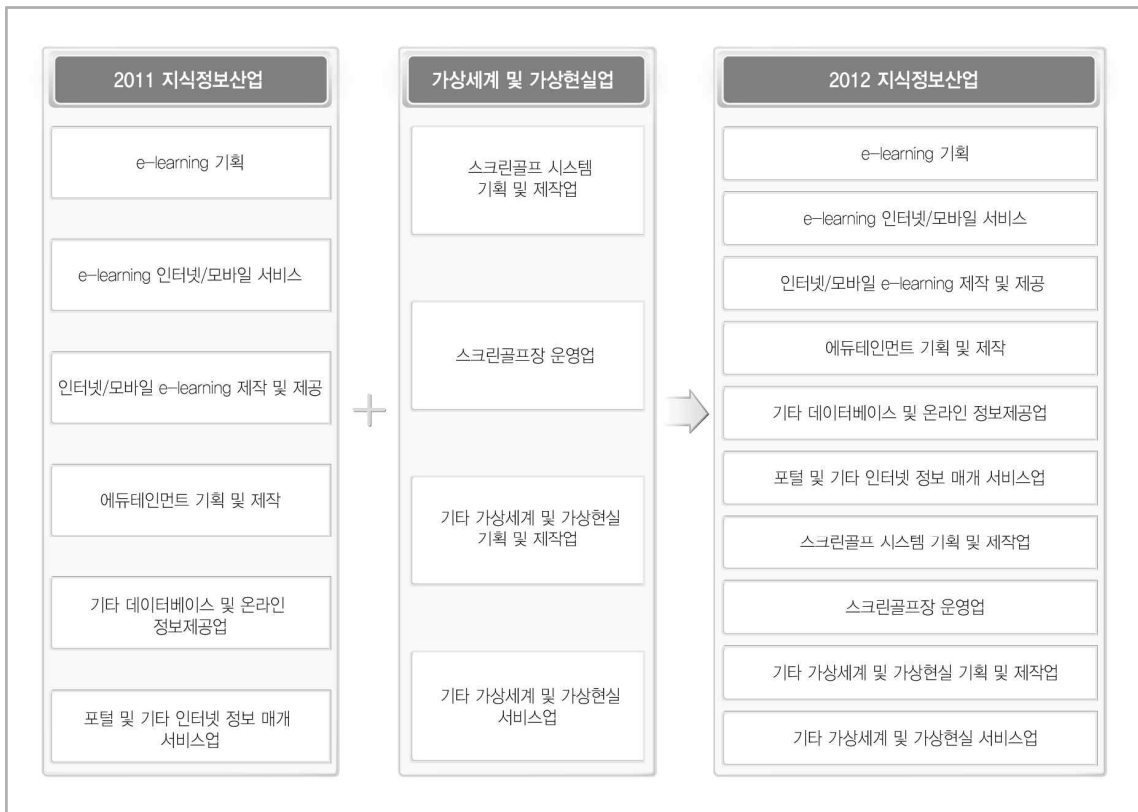 2011 지식정보산업
e-learning 기획
e-learning 인터넷/모바일 서비스
인터넷/모바일 e-learning 제작 및 제공
에듀테인먼트 기획 및 제작
기타 데이터베이스 및 온라인
정보제공업
포털 및 기타 인터넷 정보 매개
서비스업
+
가상세계 및 가상현실업
스크린골프 시스템
기획 및 제작업
스크린골프장 운영업
기타 가상세계 및 가상현실
기획 및 제작업
기타 가상세계 및 가상현실
서비스업
2012 지식정보산업
e-learning 기획
e-learning 인터넷/모바일 서비스
인터넷/모바일 e-learning 제작 및 제공
에듀테인먼트 기획 및 제작
기타 데이터베이스 및 온라인 정보제공업
포털 및 기타 인터넷 정보 매개 서비스업
스크린골프 시스템 기획 및 제작업
스크린골프장 운영업
기타 가상세계 및 가상현실 기획 및 제작업
기타 가상세계 및 가상현실 서비스업